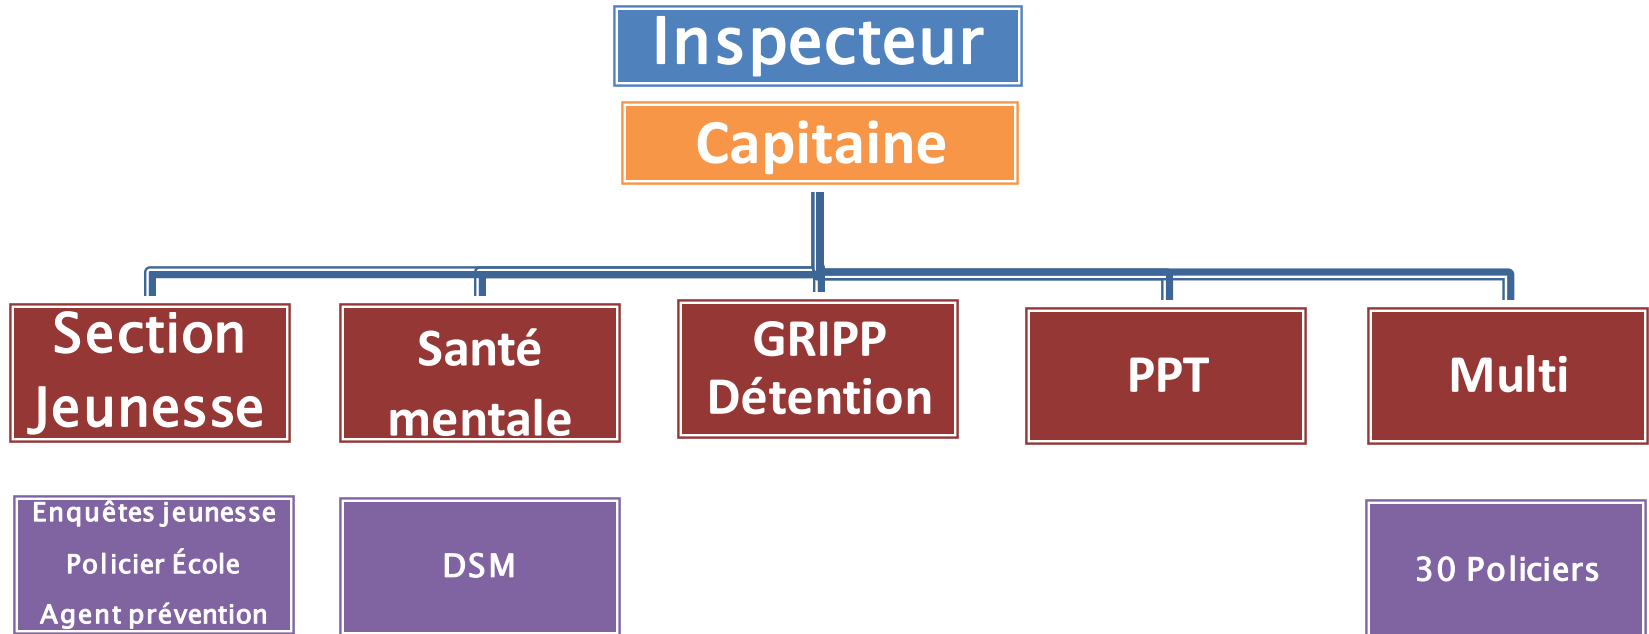 Inspecteur
Capitaine
Section
Jeunesse
Santé
mentale
GRIPP
Détention
PPT
Multi
Enquêtes jeunesse
Policier École
Agent prévention
DSM
30 Policiers